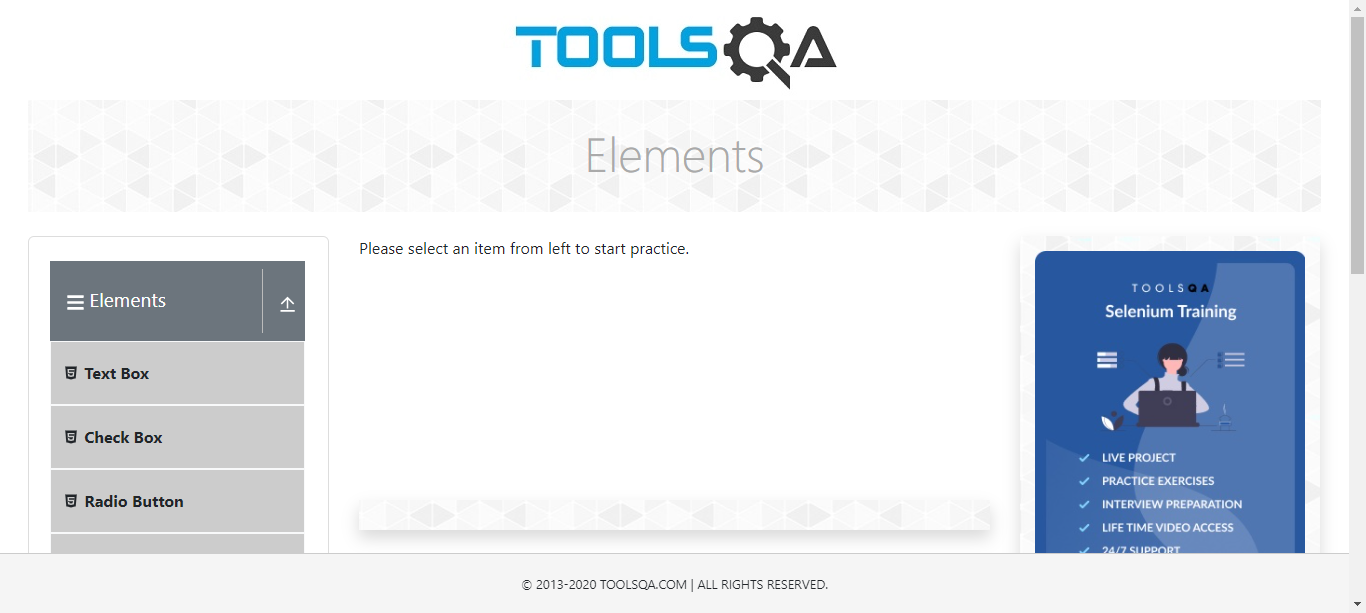 TOOLSQA
Elements
Elements
Text Box
Check Box
Radio Button
Please select an item from left to start practice.
TOOLSQA
Selenium Training
LIVE PROJECT
PRACTICE EXERCISES
INTERVIEW PREPARATION
LIFE TIME VIDEO ACCESS
24/7 SUPPORT
© 2013-2020 TOOLSQA.COM | ALL RIGHTS RESERVED.